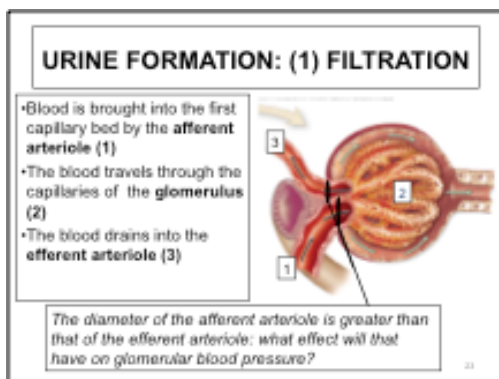 URINE FORMATION: (1) FILTRATION
•Blood is brought into the first
capillary bed by the afferent
arteriole (1)
•The blood travels through the
capillaries of the glomerulus
(2)
•The blood drains into the
efferent arteriole (3)
3
2
1
The diameter of the afferent arteriole is greater than
that of the efferent arteriole: what effect will that
have on glomerular blood pressure?